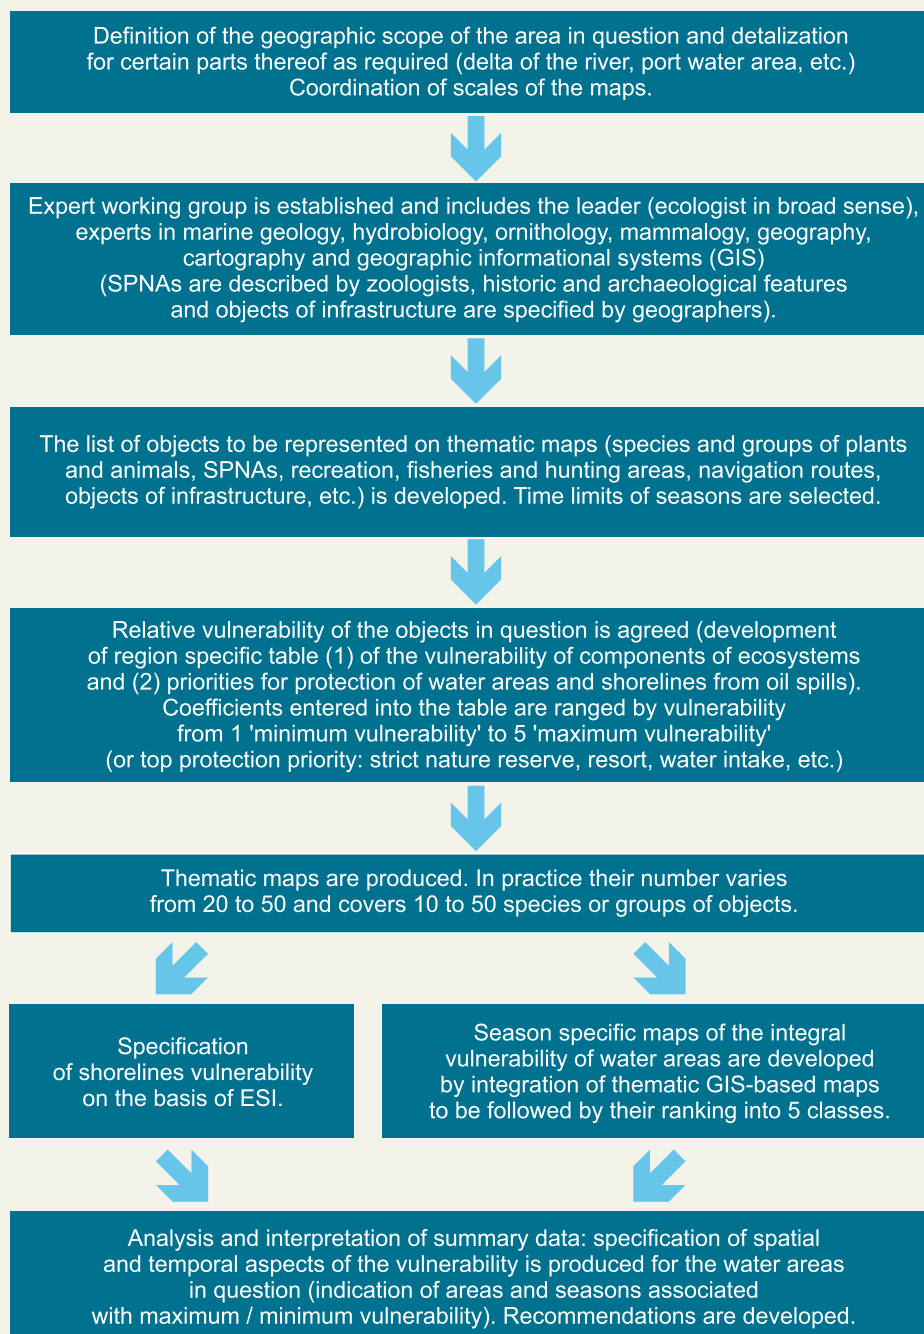 Definition of the geographic scope of the area in question and detalization
for certain parts thereof as required (delta of the river, port water area, etc.)
Coordination of scales of the maps.
Expert working group is established and includes the leader (ecologist in broad sense),
experts in marine geology, hydrobiology, ornithology, mammalogy, geography,
cartography and geographic informational systems (GIS)
(SPNAs are described by zoologists, historic and archaeological features
and objects of infrastructure are specified by geographers).
The list of objects to be represented on thematic maps (species and groups of plants
and animals, SPNAs, recreation, fisheries and hunting areas, navigation routes,
objects of infrastructure, etc.) is developed. Time limits of seasons are selected.
Relative vulnerability of the objects in question is agreed (development
of region specific table (1) of the vulnerability of components of ecosystems
and (2) priorities for protection of water areas and shorelines from oil spills).
Coefficients entered into the table are ranged by vulnerability
from 1 'minimum vulnerability' to 5 'maximum vulnerability'
(or top protection priority: strict nature reserve, resort, water intake, etc.)
Thematic maps are produced. In practice their number varies
from 20 to 50 and covers 10 to 50 species or groups of objects.
Specification
of shorelines vulnerability
on the basis of ESI.
Season specific maps of the integral
vulnerability of water areas are developed
by integration of thematic GIS-based maps
to be followed by their ranking into 5 classes.
Analysis and interpretation of summary data: specification of spatial
and temporal aspects of the vulnerability is produced for the water areas
in question (indication of areas and seasons associated
with maximum / minimum vulnerability). Recommendations are developed.